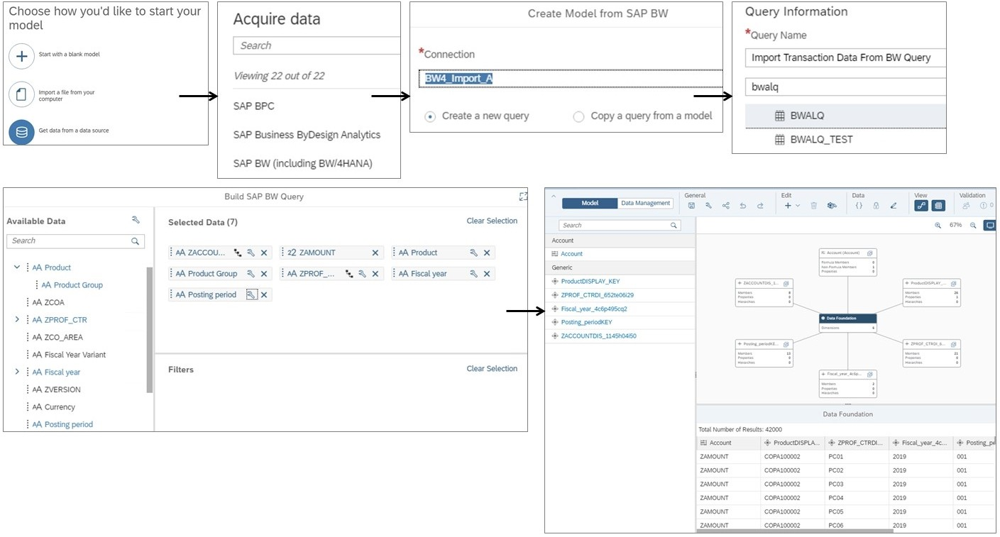 Choose how you'd like to start your
model
Start with a blank model
Import a file from your
computer
Get data from a data source
Acquire data
Search
Viewing 22 out of 22
SAP BPC
SAP Business ByDesign Analytics
SAP BW (including BW/4HANA)
Create Model from SAP BW
*Connection
BW4_Import_A
Create a new query
Copy a query from a model
Query Information
*Query Name
Import Transaction Data From BW Query
bwalq
BWALQ
BWALQ_TEST
Build SAP BW Query
Available Data
Search
AA Product
AA Product Group
AA ZCOA
AA ZPROF_CTR
AA ZCO_AREA
AA Fiscal Year Variant
AA Fiscal year
AA ZVERSION
AA Currency
AA Posting period
Selected Data (7)
Clear Selection
AA ZACCOU...
22 ZAMOUNT
AA Product
AA Product Group
AA ZPROF_...
AA Fiscal year
AA Posting period
Filters
Clear Selection
Model
Data Management
General
Edit
Data
View
Validation
0
Search
67%
Account
Account
Generic
ProductDISPLAY_KEY
ZPROF_CTRDI_652te06i29
Fiscal_year_4c6p495cq2
Posting_periodKEY
ZACCOUNTDIS_1145h04i50
Account (Account)
Formula Members 0
Non-Formula Members 1
Properties 0
ZACCOUNTDIS_1...
Members 8
Properties 0
Hierarchies 0
ProductDISPLAY_...
Members 26
Properties 1
Hierarchies 0
Data Foundation
Dimensions 6
Posting_periodKE...
Members 13
Properties 0
Hierarchies 0
ZPROF_CTRDI_6...
Members 21
Properties 0
Hierarchies 0
Fiscal_year_4c6p...
Members 2
Properties 0
Hierarchies 0
Data Foundation
Total Number of Results: 42000
Account ProductDISPLA... ZPROF_CTRDI... Fiscal_year_4c... Posting_p
ZAMOUNT COPA100002 PC01 2019 001
ZAMOUNT COPA100002 PC02 2019 001
ZAMOUNT COPA100002 PC03 2019 001
ZAMOUNT COPA100002 PC04 2019 001
ZAMOUNT COPA100002 PC05 2019 001
ZAMOUNT COPA100002 PC06 2019 001